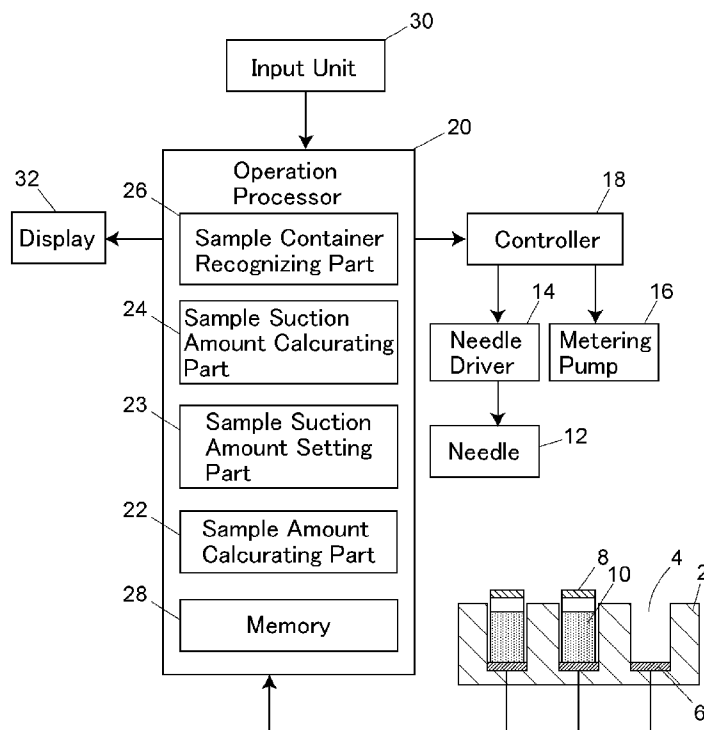 30
Input Unit
20
Operation
Processor
32
Display
26
Sample Container
Recognizing Part
18
Controller
24
Sample Suction
Amount Calcurating
Part
14
Needle
Driver
16
Metering
Pump
23
Sample Suction
Amount Setting
Part
12
Needle
22
Sample Amount
Calcurating Part
28
Memory
8
10
4
2
6